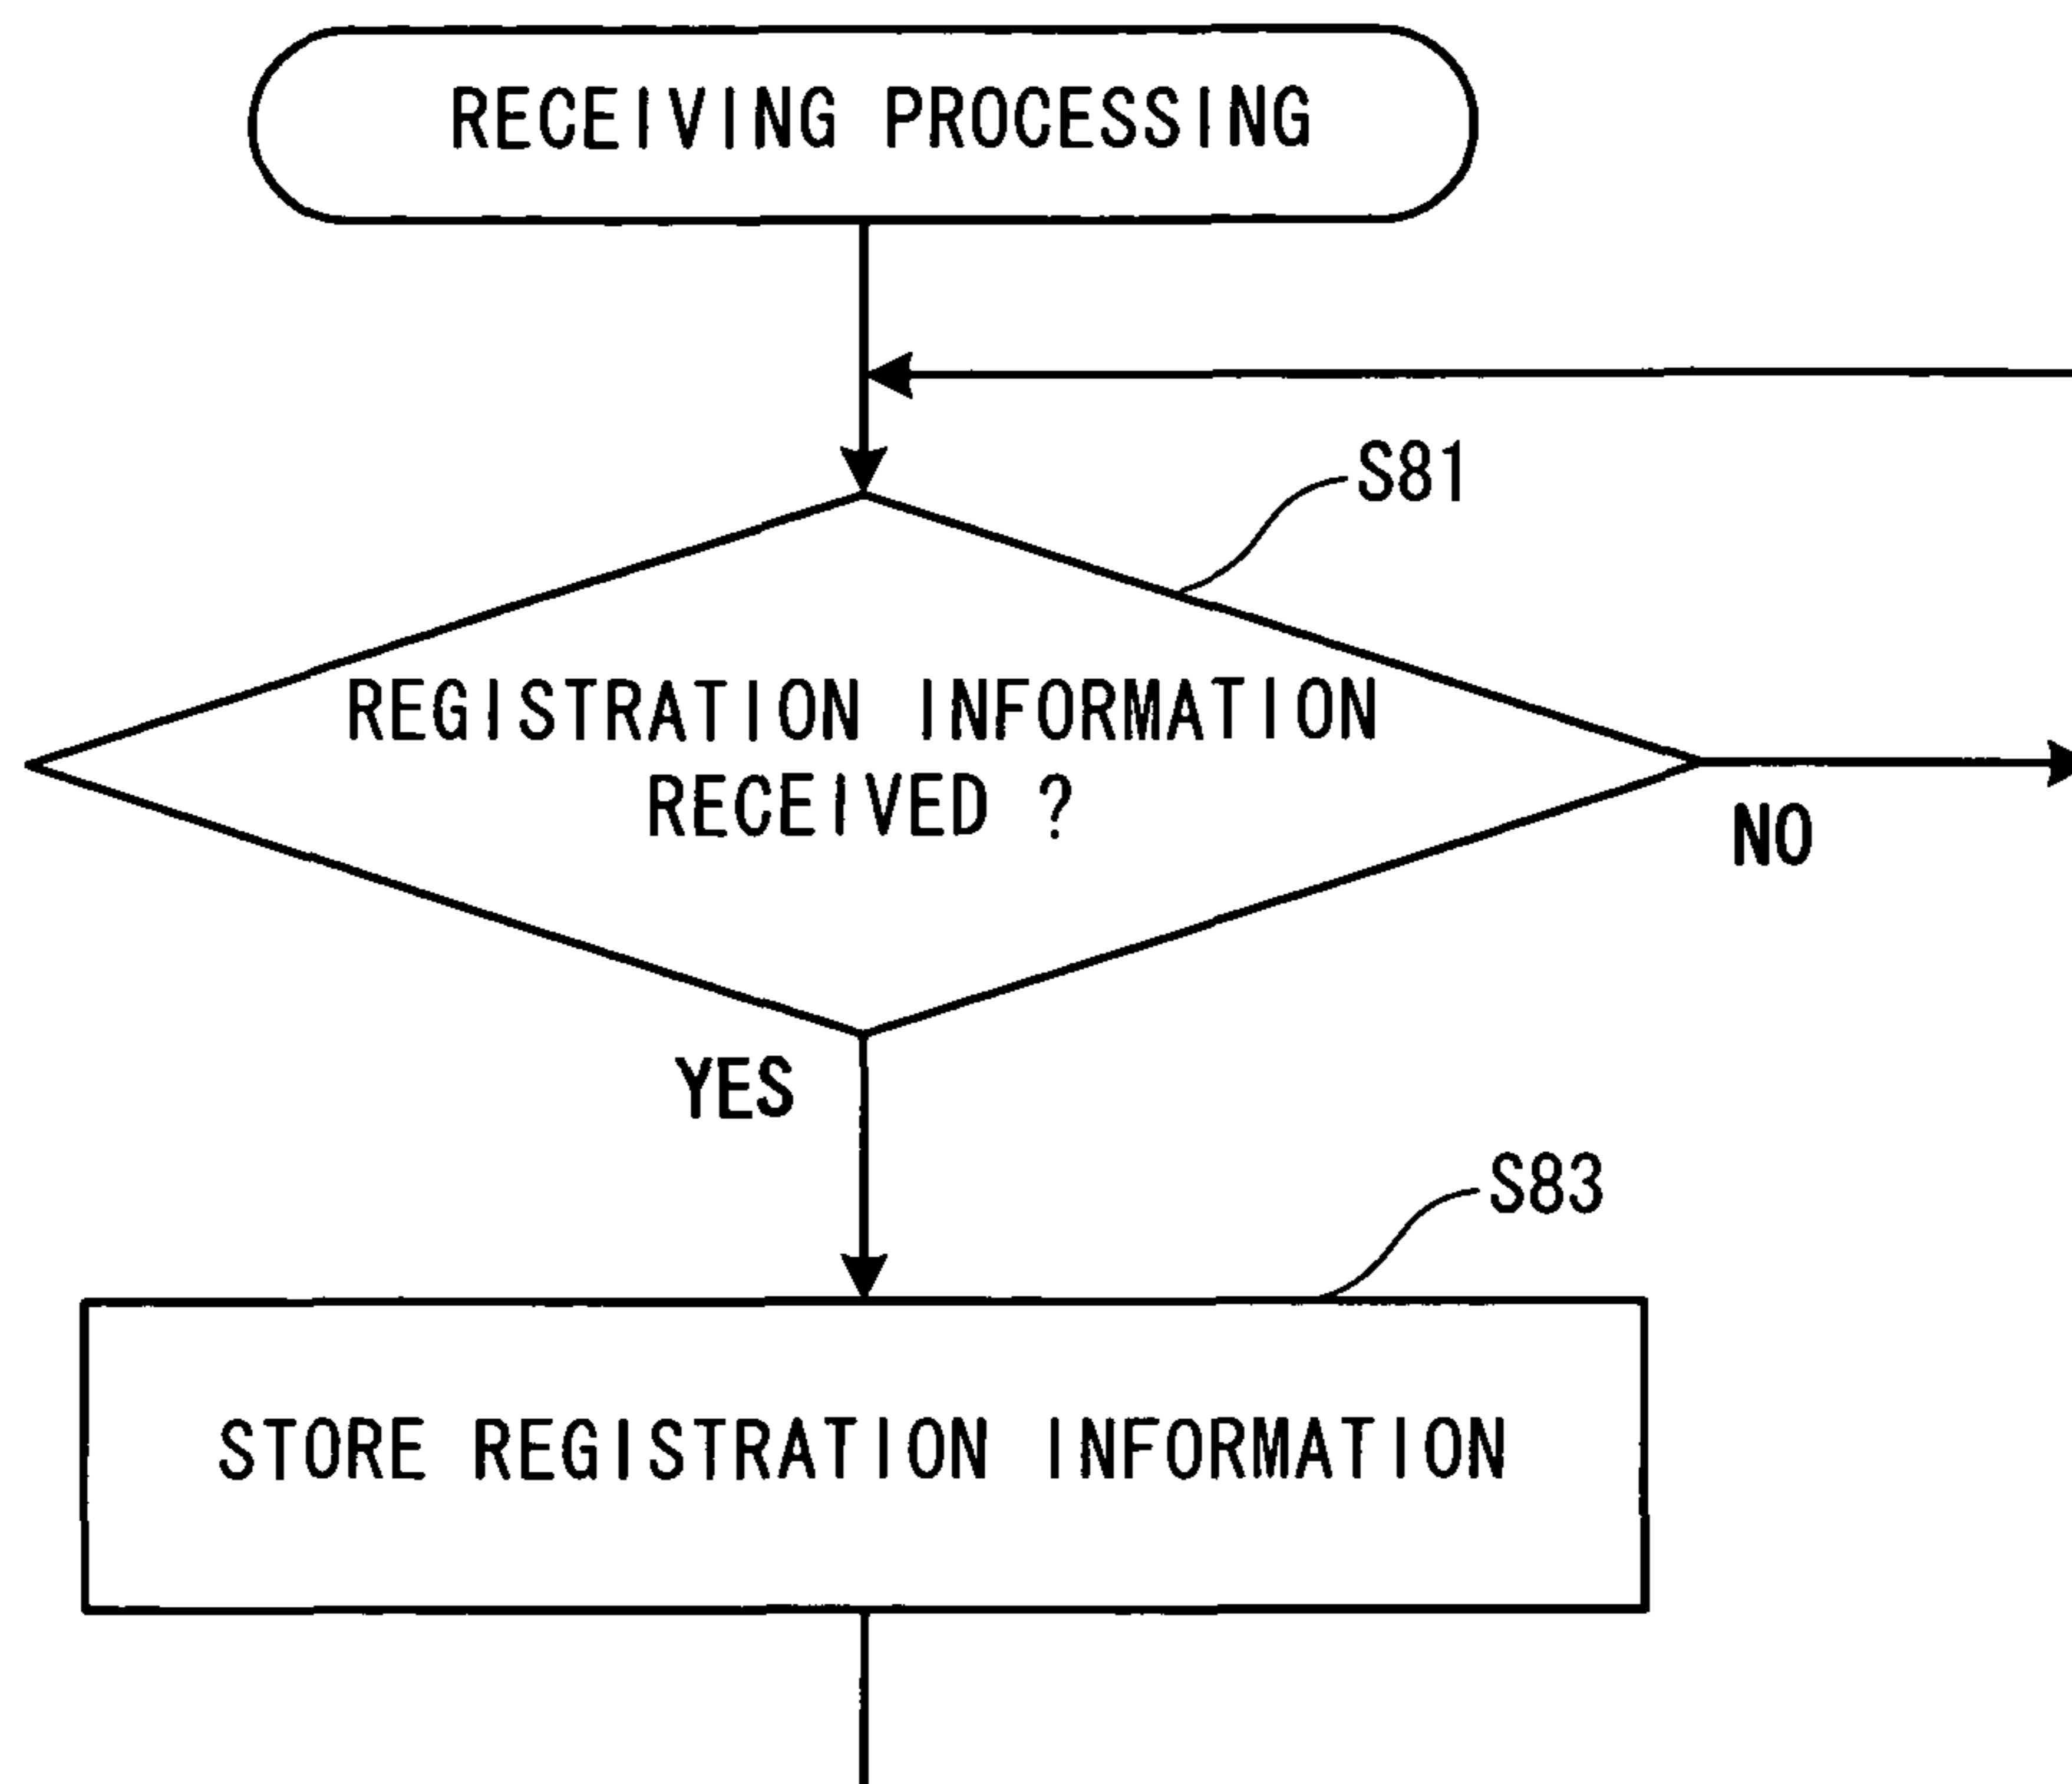 RECEIVING PROCESSING
S81
REGISTRATION INFORMATION
RECEIVED ?
NO
YES
S83
STORE REGISTRATION INFORMATION